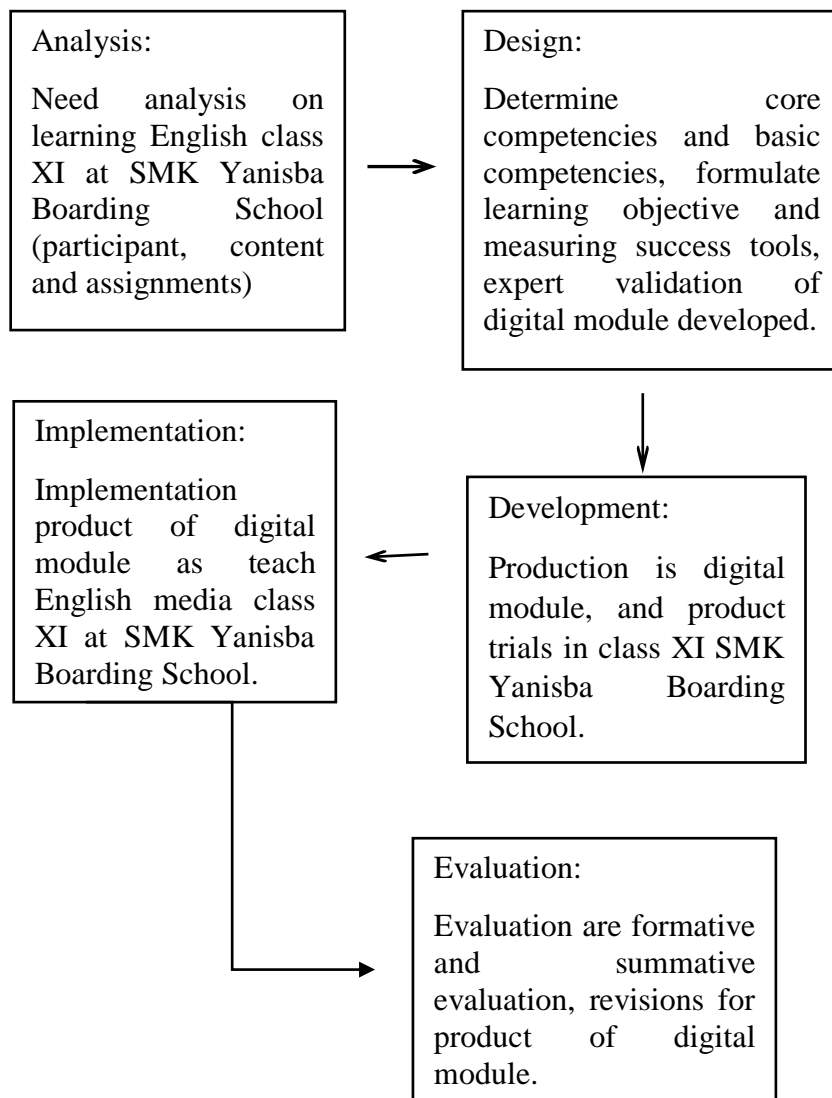 Analysis:
Need analysis on
learning English class
XI at SMK Yanisba
Boarding School
(participant, content
and assignments)
Design:
Determine core
competencies and basic
competencies, formulate
learning objective and
measuring success tools,
expert validation of
digital module developed.
Implementation:
Implementation
product of digital
module as teach
English media class
XI at SMK Yanisba
Boarding School.
Development:
Production is digital
module, and product
trials in class XI SMK
Yanisba Boarding
School.
Evaluation:
Evaluation are formative
and summative
evaluation, revisions for
product of digital
module.